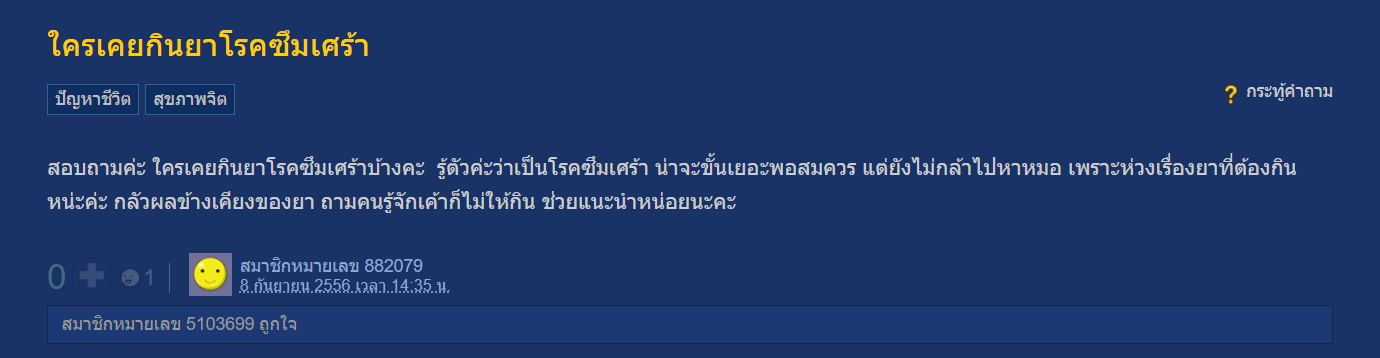 ใครเคยกินยาโรคซึมเศร้า
ปัญหาชีวิต สุขภาพจิต
กระทู้คำถาม
สอบถามค่ะ ใครเคยกินยาโรคซึมเศร้าบ้างคะ  รู้ตัวค่ะว่าเป็นโรคซึมเศร้า น่าจะขั้นเยอะพอสมควร แต่ยังไม่กล้าไปหาหมอ เพราะห่วงเรื่องยาที่ต้องกิน
หน่ะค่ะ กลัวผลข้างเคียงของยา ถามคนรู้จักเค้าก็ไม่ให้กิน ช่วยแนะนำหน่อยนะคะ
0 1
สมาชิกหมายเลข 882079
8 กันยายน 2556 เวลา 14:35 น.
สมาชิกหมายเลข 5103699 ถูกใจ